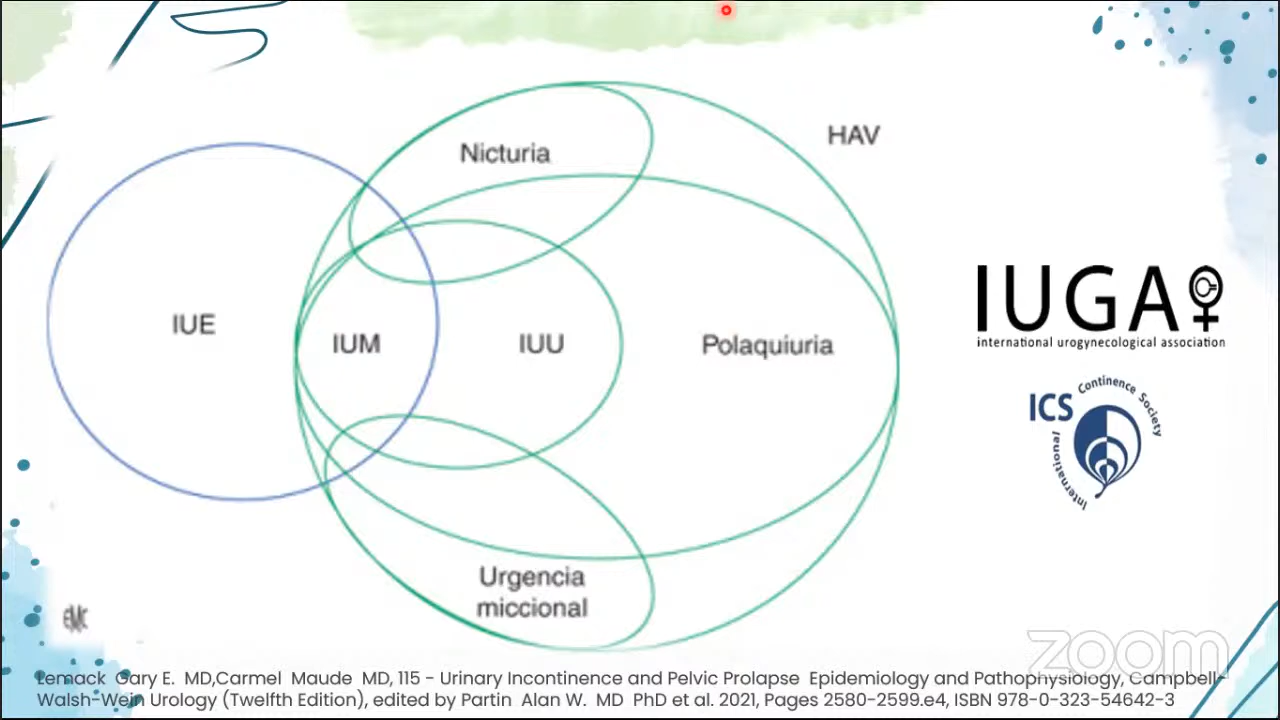 Nicturia
HAV
IUE
IUM
IUU
Polaquiuria
Urgencia
miccional
IUGA
international urogynecological association
ICS
International Continence Society
EMC
zoom
Lemack Gary E. MD,Carmel Maude MD, 115 - Urinary Incontinence and Pelvic Prolapse Epidemiology and Pathophysiology, Campbell-
Walsh-Wein Urology (Twelfth Edition), edited by Partin Alan W. MD PhD et al. 2021, Pages 2580-2599.e4, ISBN 978-0-323-54642-3